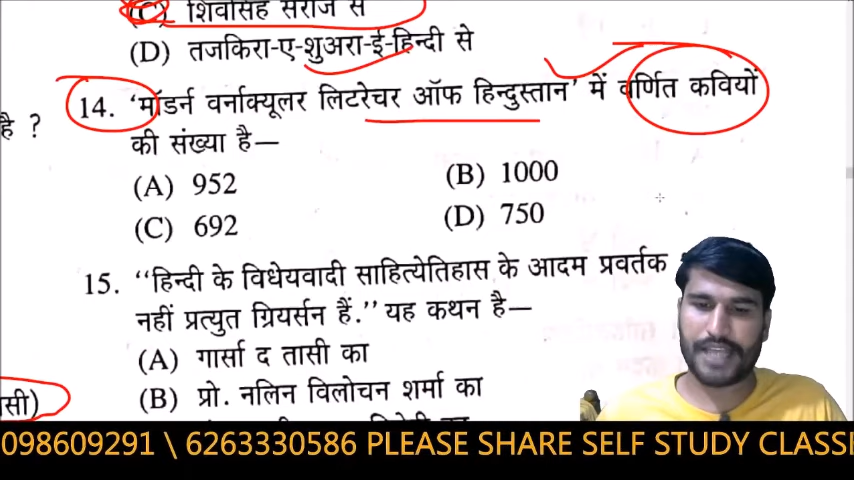 (C) शिवसिंह सरोज से
(D) तजकिरा-ए-शुअरा-ई-हिन्दी से
है ?
14. ‘मॉडर्न वर्नाक्यूलर लिटरेचर ऑफ हिन्दुस्तान’ में वर्णित कवियों
की संख्या है—
(A) 952
(B) 1000
(C) 692
(D) 750
15. ‘‘हिन्दी के विधेयवादी साहित्येतिहास के आदम प्रवर्तक
नहीं प्रत्युत ग्रियर्सन हैं.’’ यह कथन है—
(A) गार्सा द तासी का
(B) प्रो. नलिन विलोचन शर्मा का
सी)
098609291 \ 6263330586 PLEASE SHARE SELF STUDY CLASSE